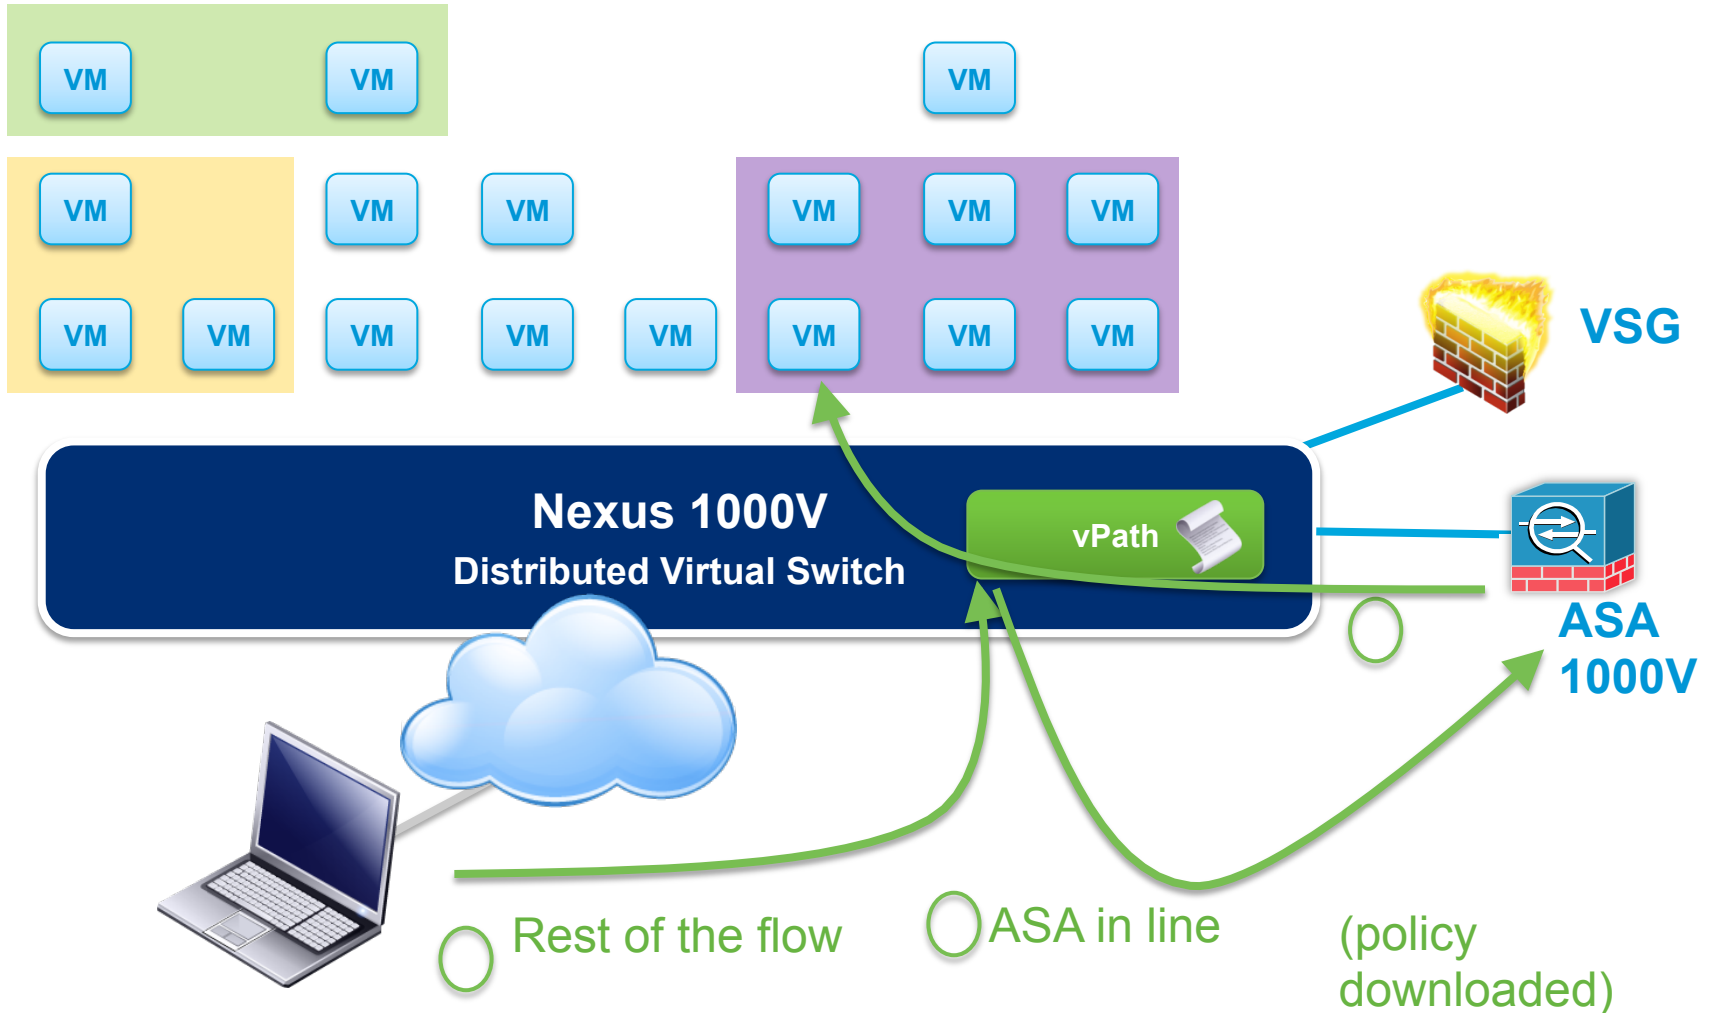 VM VM VM
VM VM VM VM VM VM
VM VM VM VM VM VM VM VM
VSG
Nexus 1000V
Distributed Virtual Switch
vPath
ASA
1000V
Rest of the flow
ASA in line
(policy
downloaded)